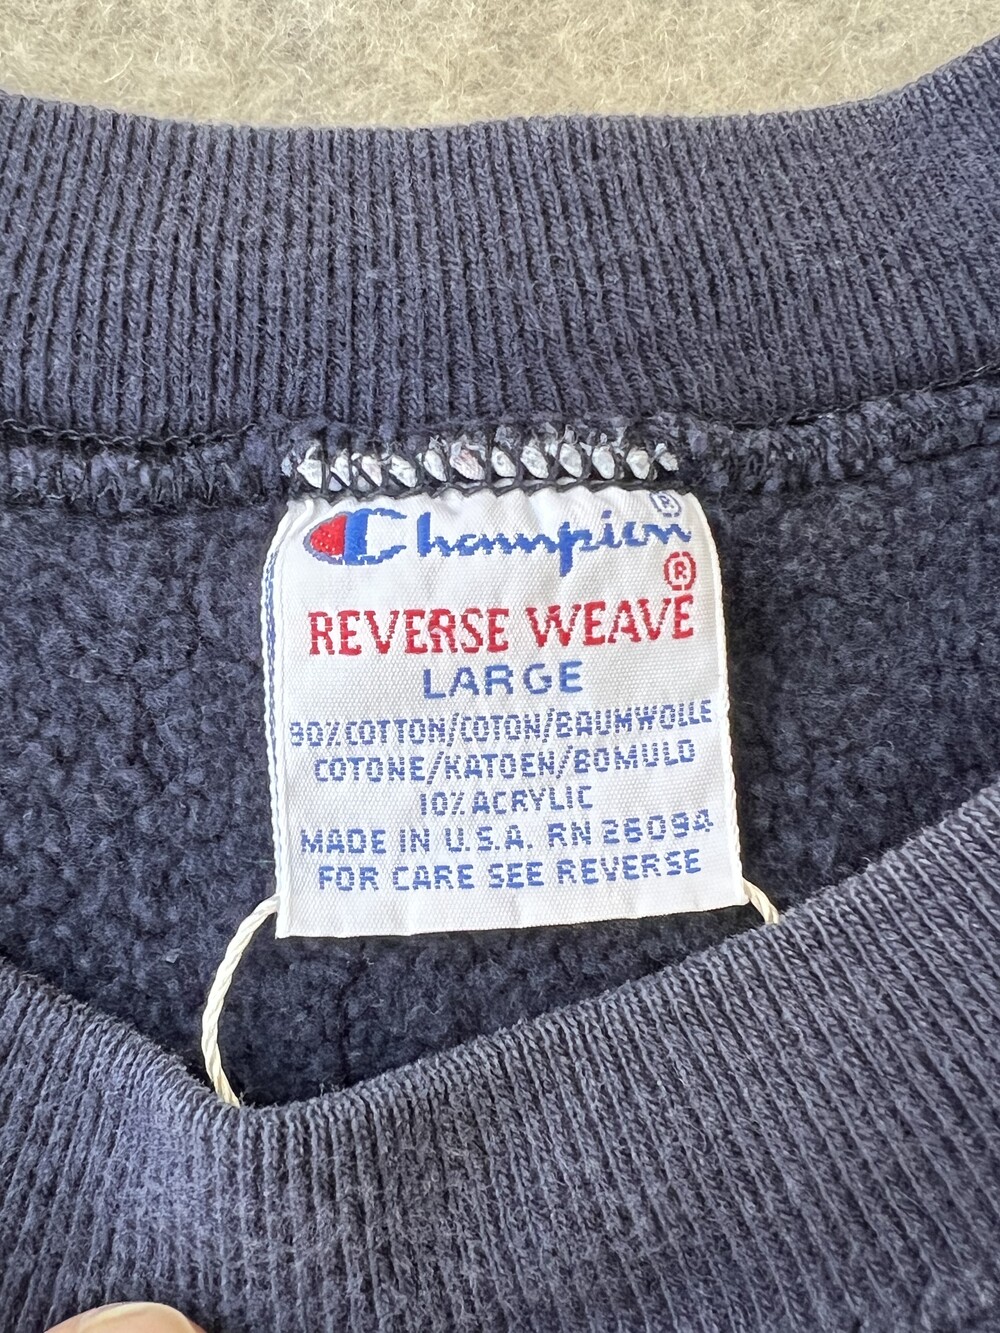 Champion®
REVERSE WEAVE®
LARGE
90% COTTON/COTON/BAUMWOLLE
COTONE/KATOEN/BOMULD
10% ACRYLIC
MADE IN U.S.A. RN 26094
FOR CARE SEE REVERSE